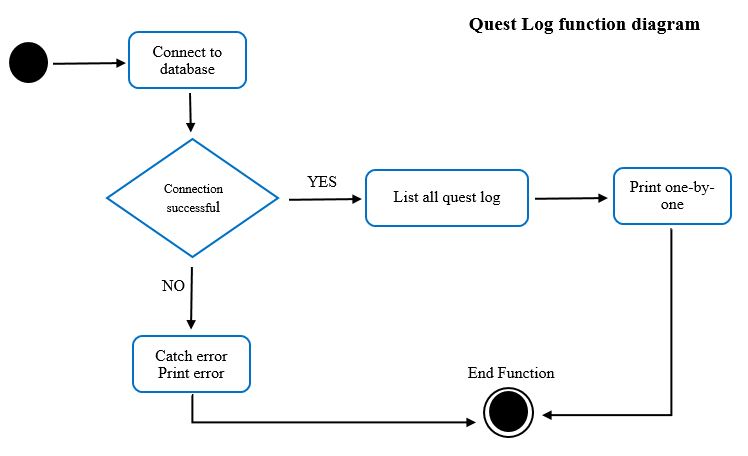 Quest Log function diagram
Connect to
database
Connection
successful
YES
List all quest log
Print one-by-
one
NO
Catch error
Print error
End Function